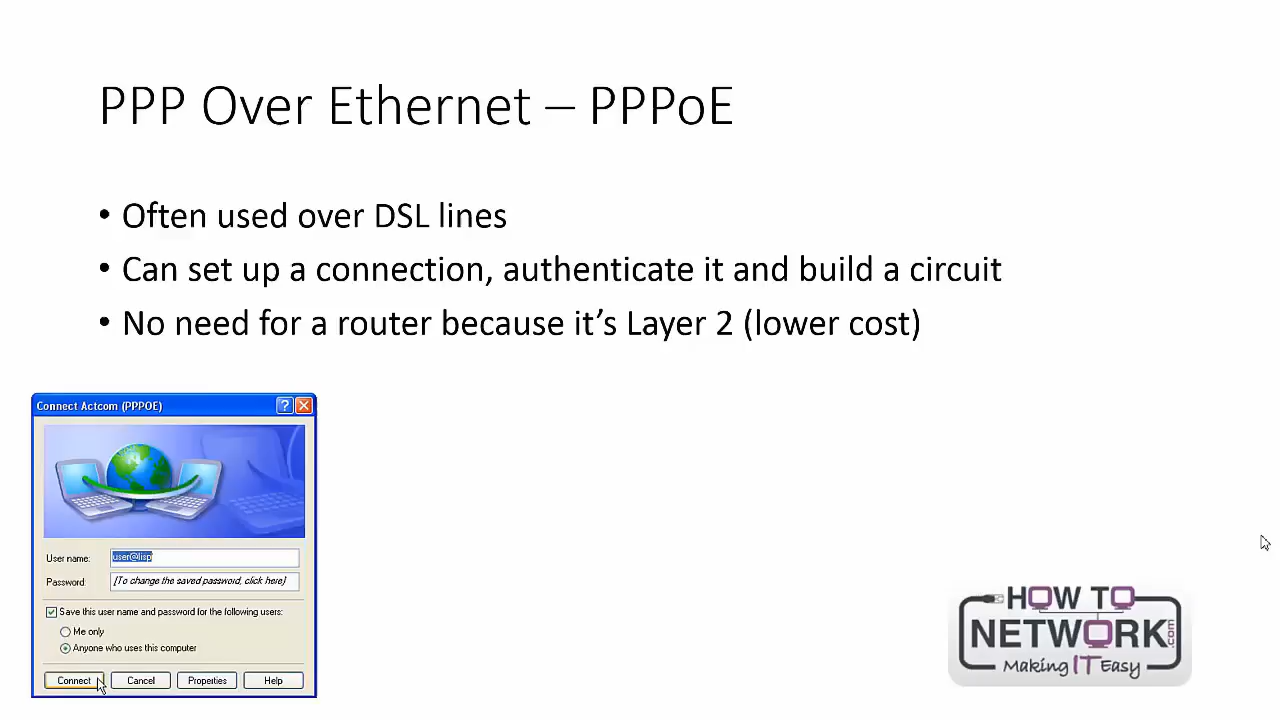 PPP Over Ethernet – PPPoE
• Often used over DSL lines
• Can set up a connection, authenticate it and build a circuit
• No need for a router because it’s Layer 2 (lower cost)
Connect Actcom (PPPOE)
User name: user@lisp
Password: [To change the saved password, click here]
Save this user name and password for the following users:
Me only
Anyone who uses this computer
Connect Cancel Properties Help
HOW TO
NETWORK.com
Making IT Easy